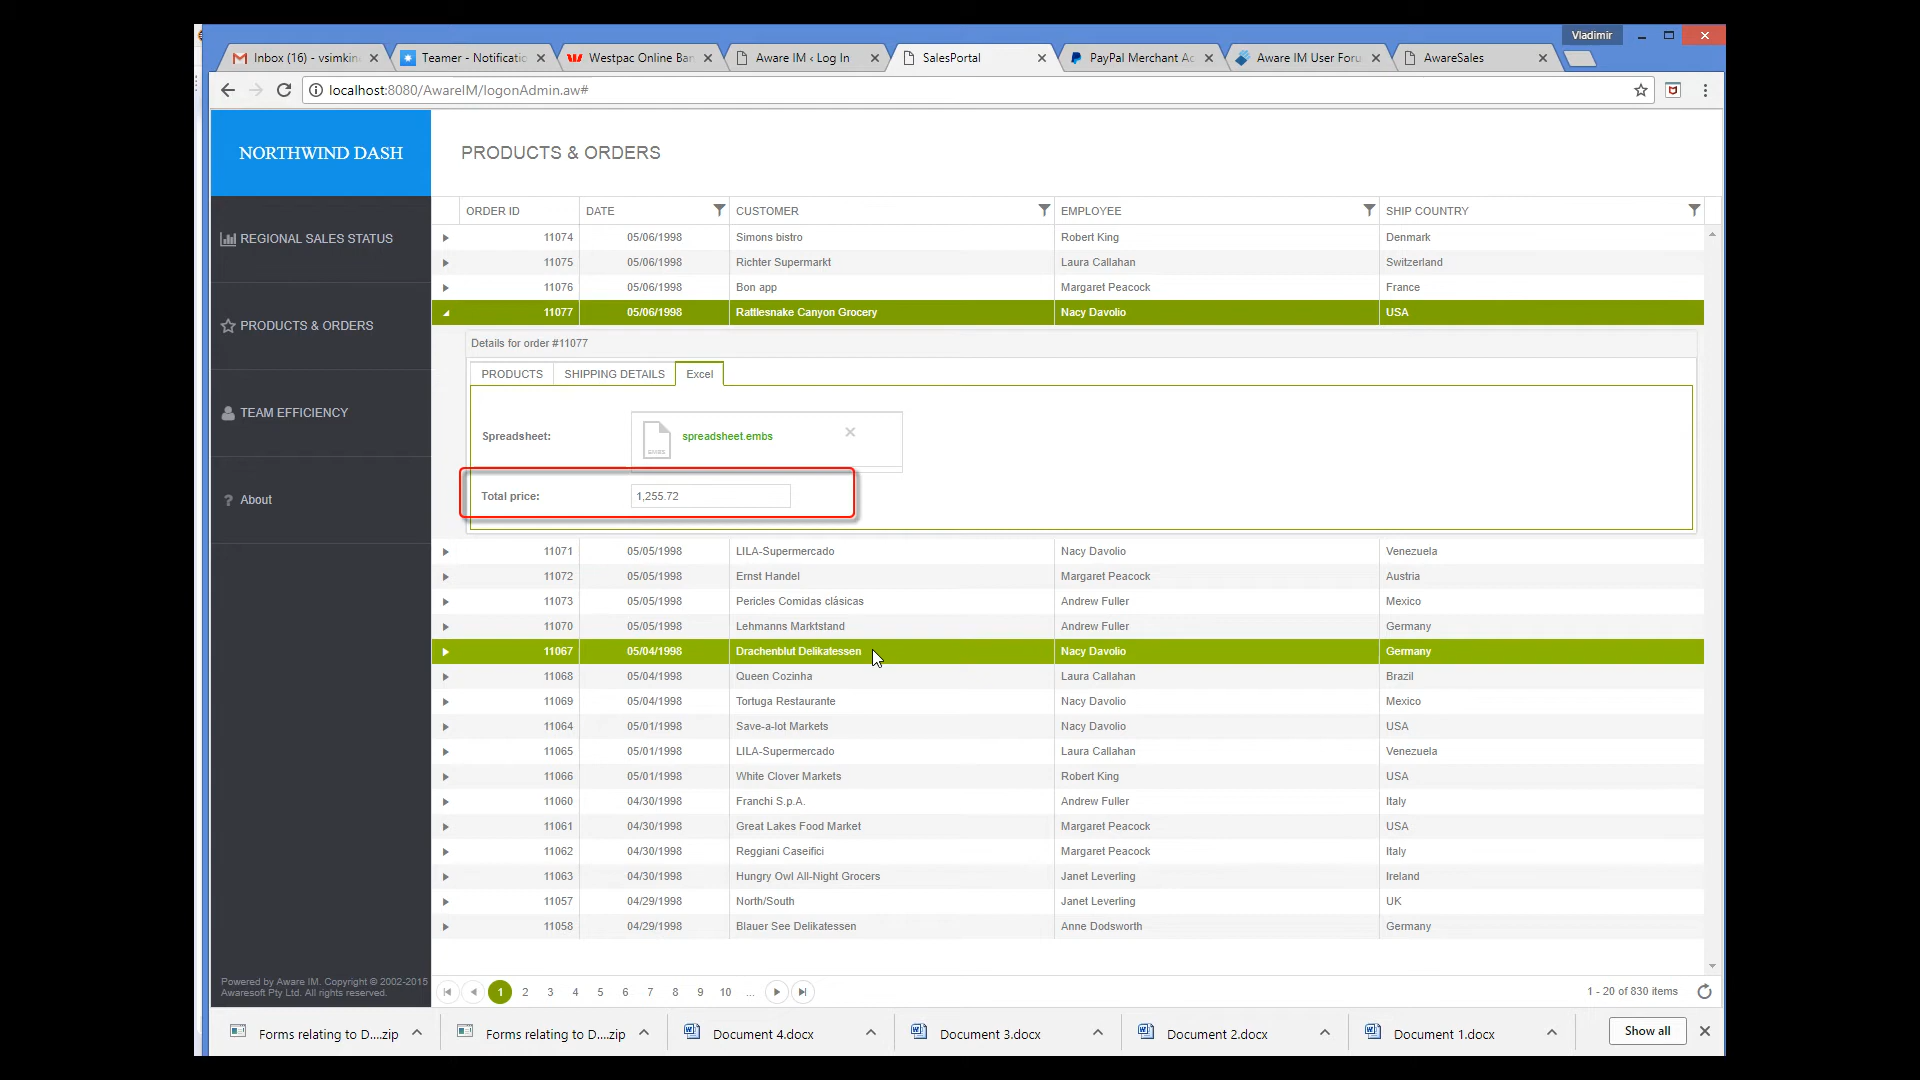 Vladimir
Inbox (16) - vsimkin
Teamer - Notificatio
Westpac Online Ban
Aware IM ‹ Log In
SalesPortal
PayPal Merchant Ac
Aware IM User Foru
AwareSales
localhost:8080/AwareIM/logonAdmin.aw#
NORTHWIND DASH
PRODUCTS & ORDERS
REGIONAL SALES STATUS
PRODUCTS & ORDERS
TEAM EFFICIENCY
? About
Powered by Aware IM. Copyright © 2002-2015
Awaresoft Pty Ltd. All rights reserved.
ORDER ID DATE CUSTOMER EMPLOYEE SHIP COUNTRY
11074 05/06/1998 Simons bistro Robert King Denmark
11075 05/06/1998 Richter Supermarkt Laura Callahan Switzerland
11076 05/06/1998 Bon app Margaret Peacock France
11077 05/06/1998 Rattlesnake Canyon Grocery Nacy Davolio USA
Details for order #11077
PRODUCTS SHIPPING DETAILS Excel
Spreadsheet: spreadsheet.embs
Total price: 1,255.72
11071 05/05/1998 LILA-Supermercado Nacy Davolio Venezuela
11072 05/05/1998 Ernst Handel Margaret Peacock Austria
11073 05/05/1998 Pericles Comidas clásicas Andrew Fuller Mexico
11070 05/05/1998 Lehmanns Marktstand Andrew Fuller Germany
11067 05/04/1998 Drachenblut Delikatessen Nacy Davolio Germany
11068 05/04/1998 Queen Cozinha Laura Callahan Brazil
11069 05/04/1998 Tortuga Restaurante Nacy Davolio Mexico
11064 05/01/1998 Save-a-lot Markets Nacy Davolio USA
11065 05/01/1998 LILA-Supermercado Laura Callahan Venezuela
11066 05/01/1998 White Clover Markets Robert King USA
11060 04/30/1998 Franchi S.p.A. Andrew Fuller Italy
11061 04/30/1998 Great Lakes Food Market Margaret Peacock USA
11062 04/30/1998 Reggiani Caseifici Margaret Peacock Italy
11063 04/30/1998 Hungry Owl All-Night Grocers Janet Leverling Ireland
11057 04/29/1998 North/South Janet Leverling UK
11058 04/29/1998 Blauer See Delikatessen Anne Dodsworth Germany
1 2 3 4 5 6 7 8 9 10 ... 1 - 20 of 830 items
Forms relating to D....zip
Forms relating to D....zip
Document 4.docx
Document 3.docx
Document 2.docx
Document 1.docx
Show all